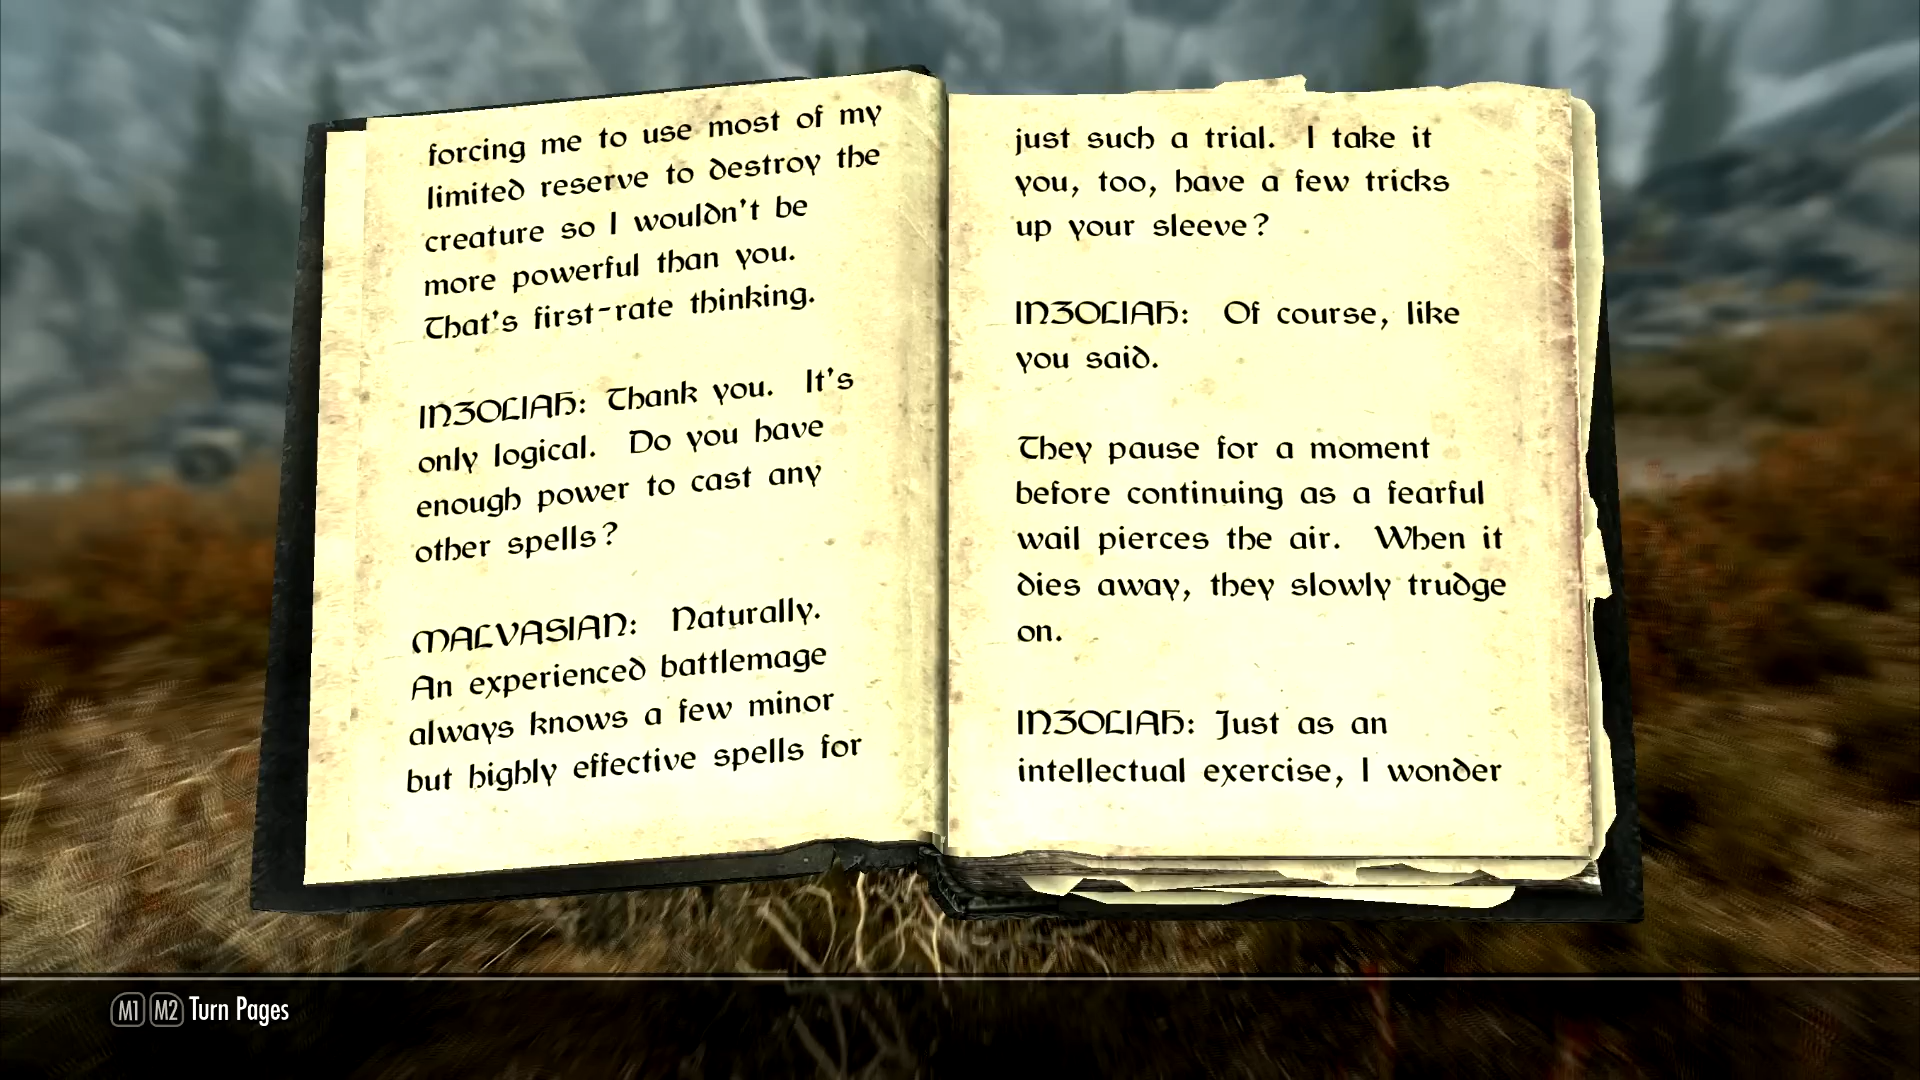 forcing me to use most of my
limited reserve to destroy the
creature so I wouldn't be
more powerful than you.
That's first-rate thinking.
INZOLIAH: Thank you. It's
only logical. Do you have
enough power to cast any
other spells?
MALVASIAN: Naturally.
An experienced battlemage
always knows a few minor
but highly effective spells for
just such a trial. I take it
you, too, have a few tricks
up your sleeve?
INZOLIAH: Of course, like
you said.
They pause for a moment
before continuing as a fearful
wail pierces the air. When it
dies away, they slowly trudge
on.
INZOLIAH: Just as an
intellectual exercise, I wonder
M1 M2 Turn Pages